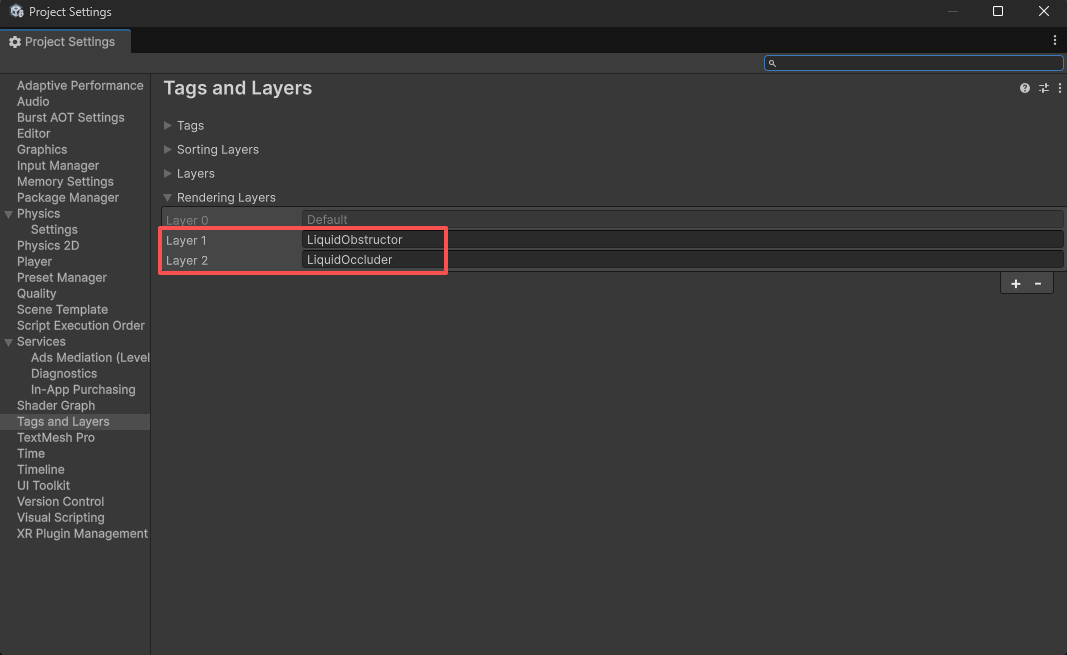 Project Settings
Project Settings
Adaptive Performance
Audio
Burst AOT Settings
Editor
Graphics
Input Manager
Memory Settings
Package Manager
Physics
Settings
Physics 2D
Player
Preset Manager
Quality
Scene Template
Script Execution Order
Services
Ads Mediation (Level
Diagnostics
In-App Purchasing
Shader Graph
Tags and Layers
TextMesh Pro
Time
Timeline
UI Toolkit
Version Control
Visual Scripting
XR Plugin Management
Tags and Layers
Tags
Sorting Layers
Layers
Rendering Layers
Layer 0 Default
Layer 1 LiquidObstructor
Layer 2 LiquidOccluder
+ -